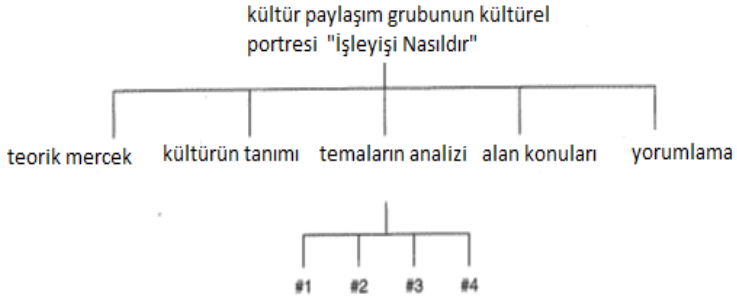 kültür paylaşım grubunun kültürel
portresi "İşleyişi Nasıldır"
teorik mercek kültürün tanımı temaların analizi alan konuları yorumlama
#1 #2 #3 #4